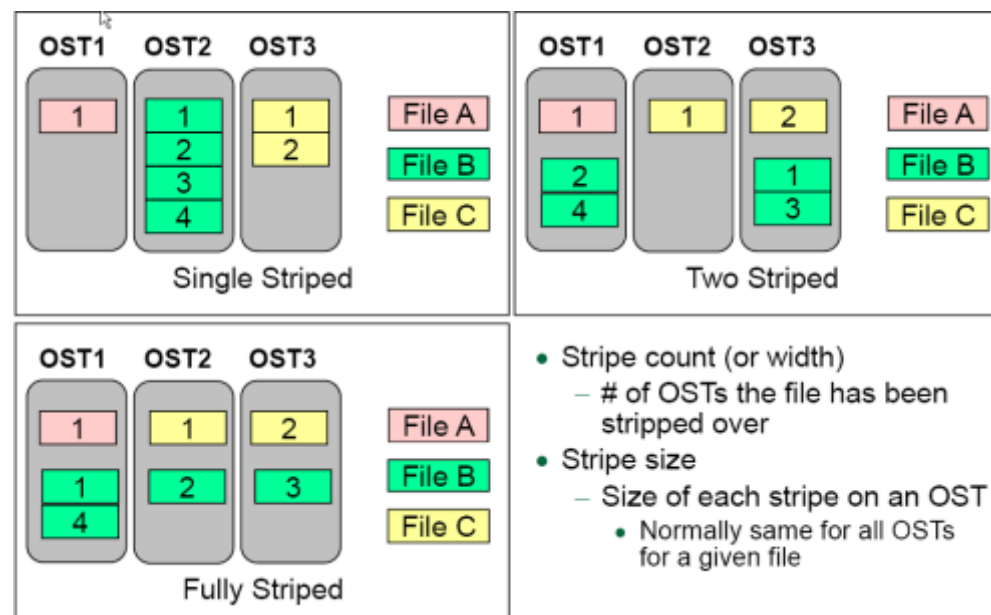 OST1 OST2 OST3
1 1 1 File A
2 2
3 File B
4 File C
Single Striped
OST1 OST2 OST3
1 1 2 File A
2 1 File B
4 3 File C
Two Striped
OST1 OST2 OST3
1 1 2 File A
1 2 3 File B
4 File C
Fully Striped
• Stripe count (or width)
– # of OSTs the file has been
stripped over
• Stripe size
– Size of each stripe on an OST
• Normally same for all OSTs
for a given file